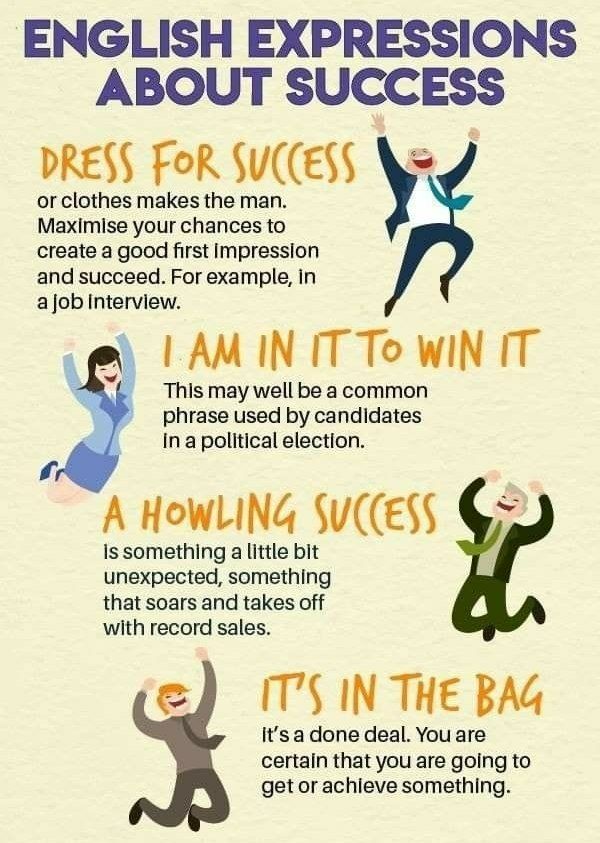 ENGLISH EXPRESSIONS
ABOUT SUCCESS
DRESS FOR SUCCESS
or clothes makes the man.
Maximise your chances to
create a good first impression
and succeed. For example, in
a job interview.
I AM IN IT TO WIN IT
This may well be a common
phrase used by candidates
in a political election.
A HOWLING SUCCESS
is something a little bit
unexpected, something
that soars and takes off
with record sales.
IT'S IN THE BAG
it's a done deal. You are
certain that you are going to
get or achieve something.